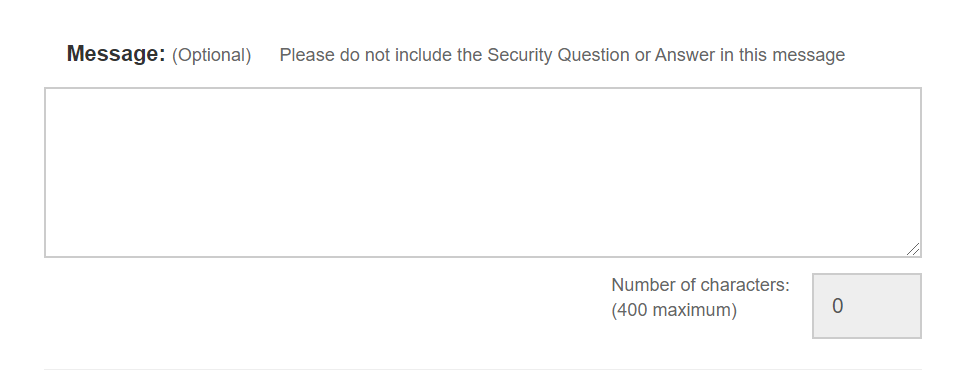 Message: (Optional) Please do not include the Security Question or Answer in this message
Number of characters:
(400 maximum)
0